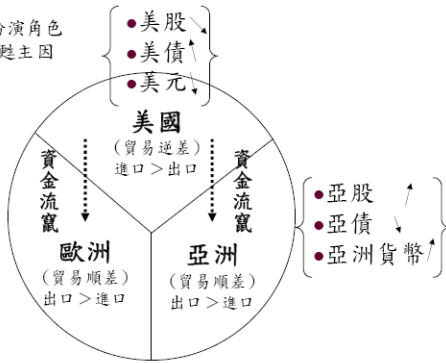 扮演角色
甦主因
●美股↘
●美債↖
●美元↘
美國
(貿易逆差)
進口>出口
資金流竄
資金流竄
歐洲
(貿易順差)
出口>進口
亞洲
(貿易順差)
出口>進口
●亞股↗
●亞債↘
●亞洲貨幣↗